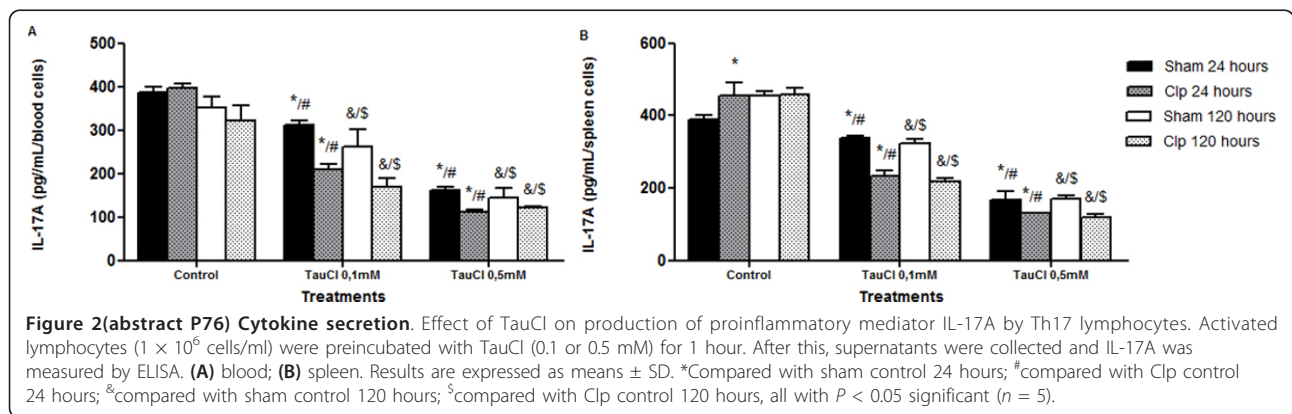 A
B
500
400
300
200
100
0
IL-17A (pg//mL/blood cells)
*/#
*/#
&/$
&/$
*/#
*/#
&/$
&/$
Control
TauCl 0,1mM
TauCl 0,5mM
Treatments
600
400
200
0
IL-17A (pg/mL/spleen cells)
*
*/#
*/#
&/$
&/$
*/#
*/#
&/$
&/$
Control
TauCl 0,1mM
TauCl 0,5mM
Treatments
Sham 24 hours
Clp 24 hours
Sham 120 hours
Clp 120 hours
Figure 2(abstract P76) Cytokine secretion. Effect of TauCl on production of proinflammatory mediator IL-17A by Th17 lymphocytes. Activated
lymphocytes (1 × 10⁶ cells/ml) were preincubated with TauCl (0.1 or 0.5 mM) for 1 hour. After this, supernatants were collected and IL-17A was
measured by ELISA. (A) blood; (B) spleen. Results are expressed as means ± SD. *Compared with sham control 24 hours; #compared with Clp control
24 hours; &compared with sham control 120 hours; $compared with Clp control 120 hours, all with P < 0.05 significant (n = 5).